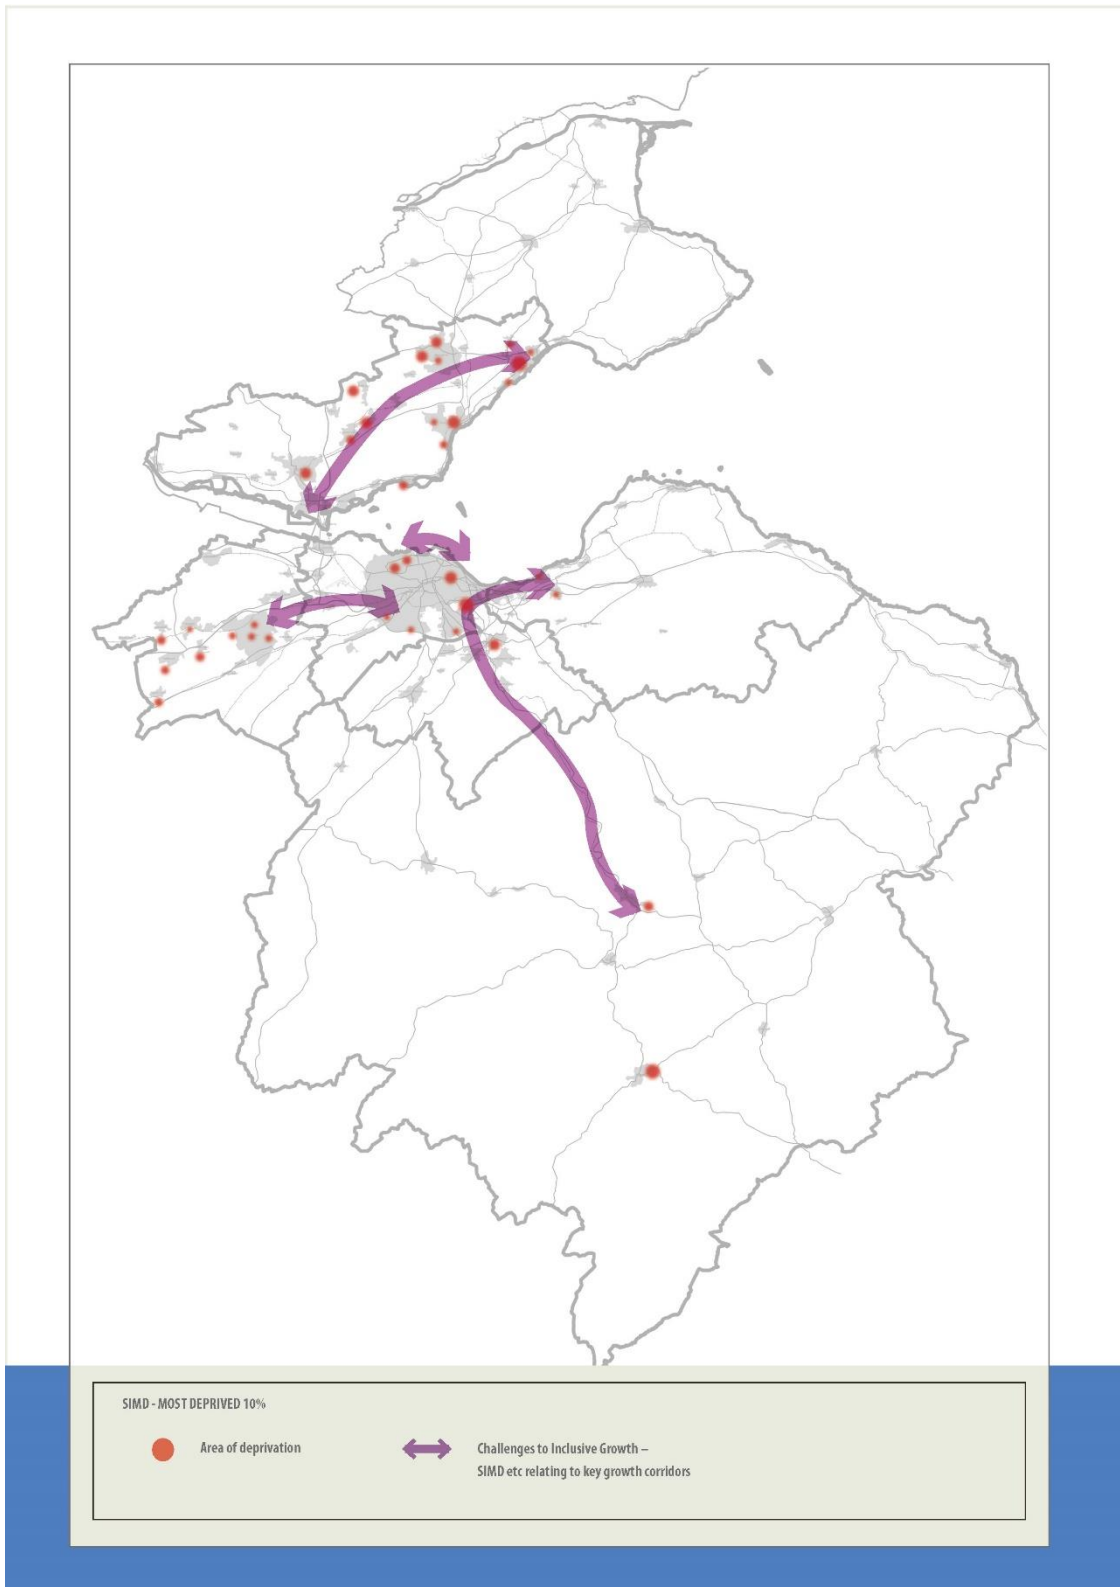 SIMD - MOST DEPRIVED 10%
Area of deprivation
Challenges to Inclusive Growth –
SIMD etc relating to key growth corridors